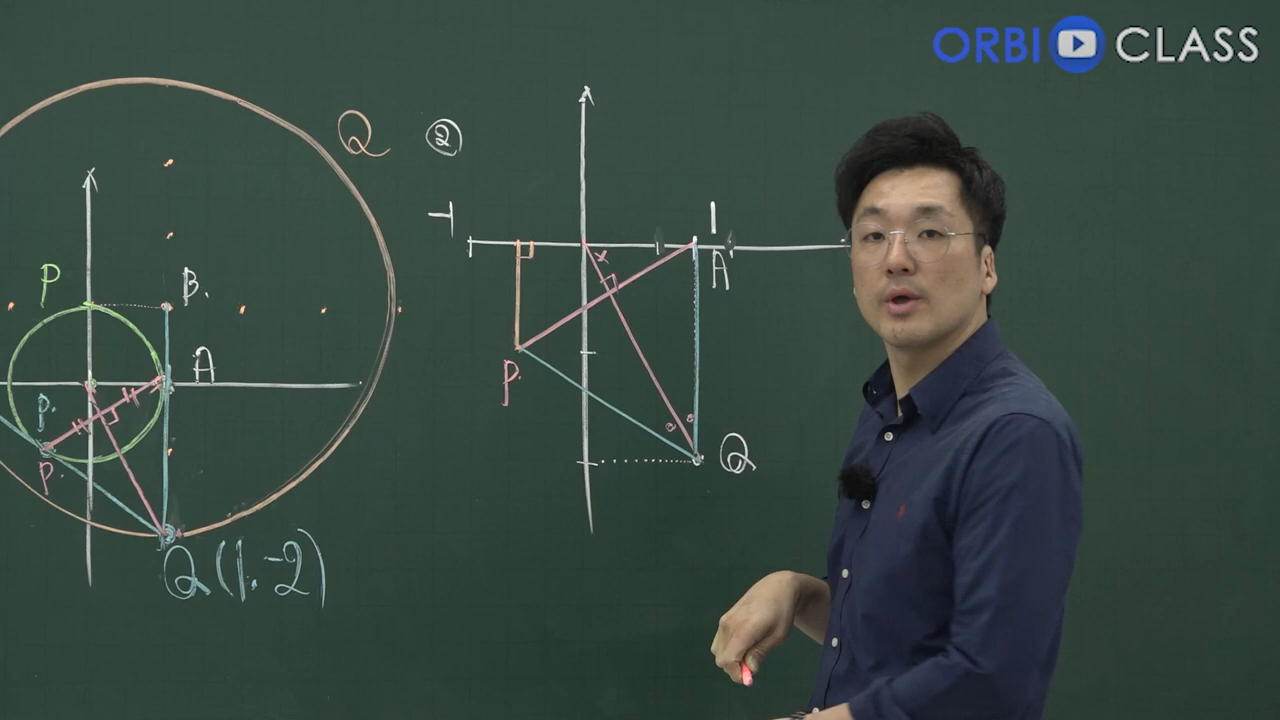 ORBI CLASS
Q ②
-1 1
P B.
A
A
P.
P.
P.
Q
x
Q(1.-2)